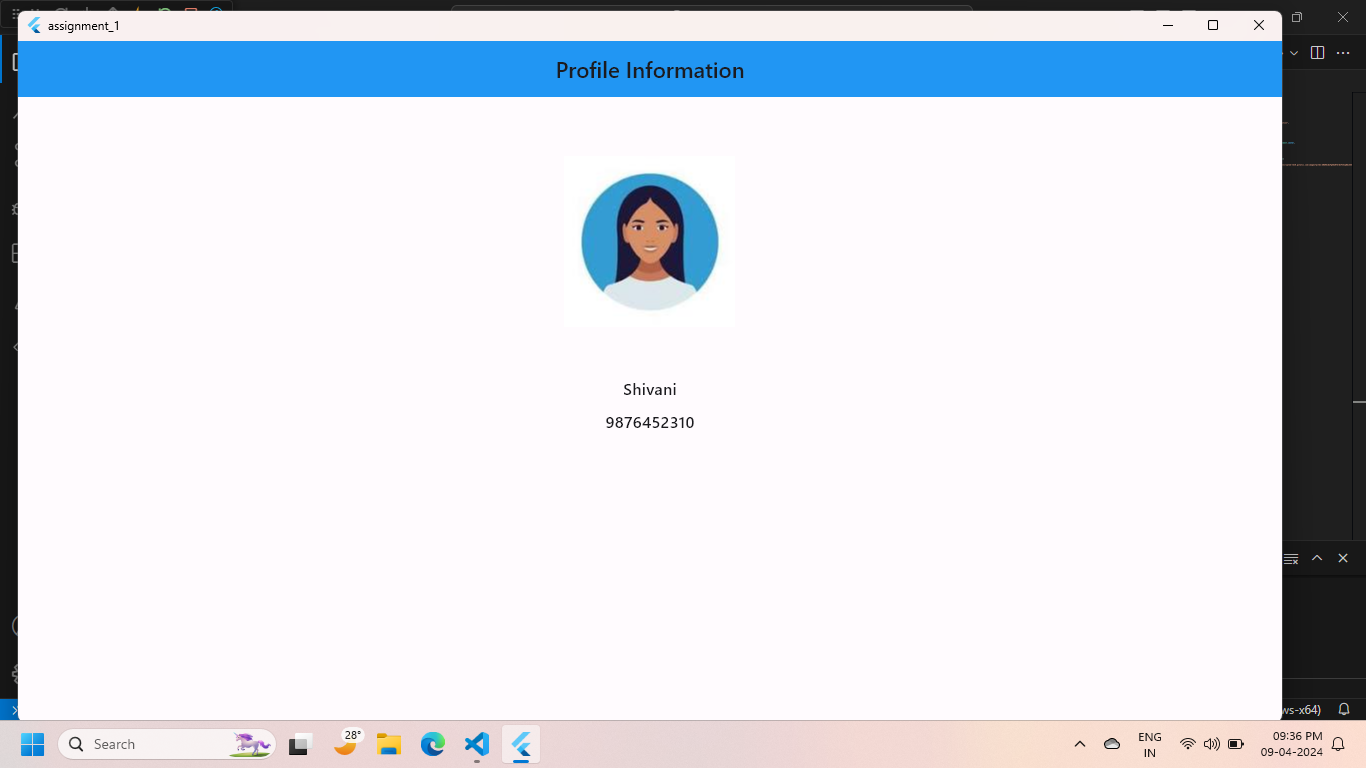 assignment_1
Profile Information
Shivani
9876452310
ws-x64)
Search
28°
ENG
IN
09:36 PM
09-04-2024